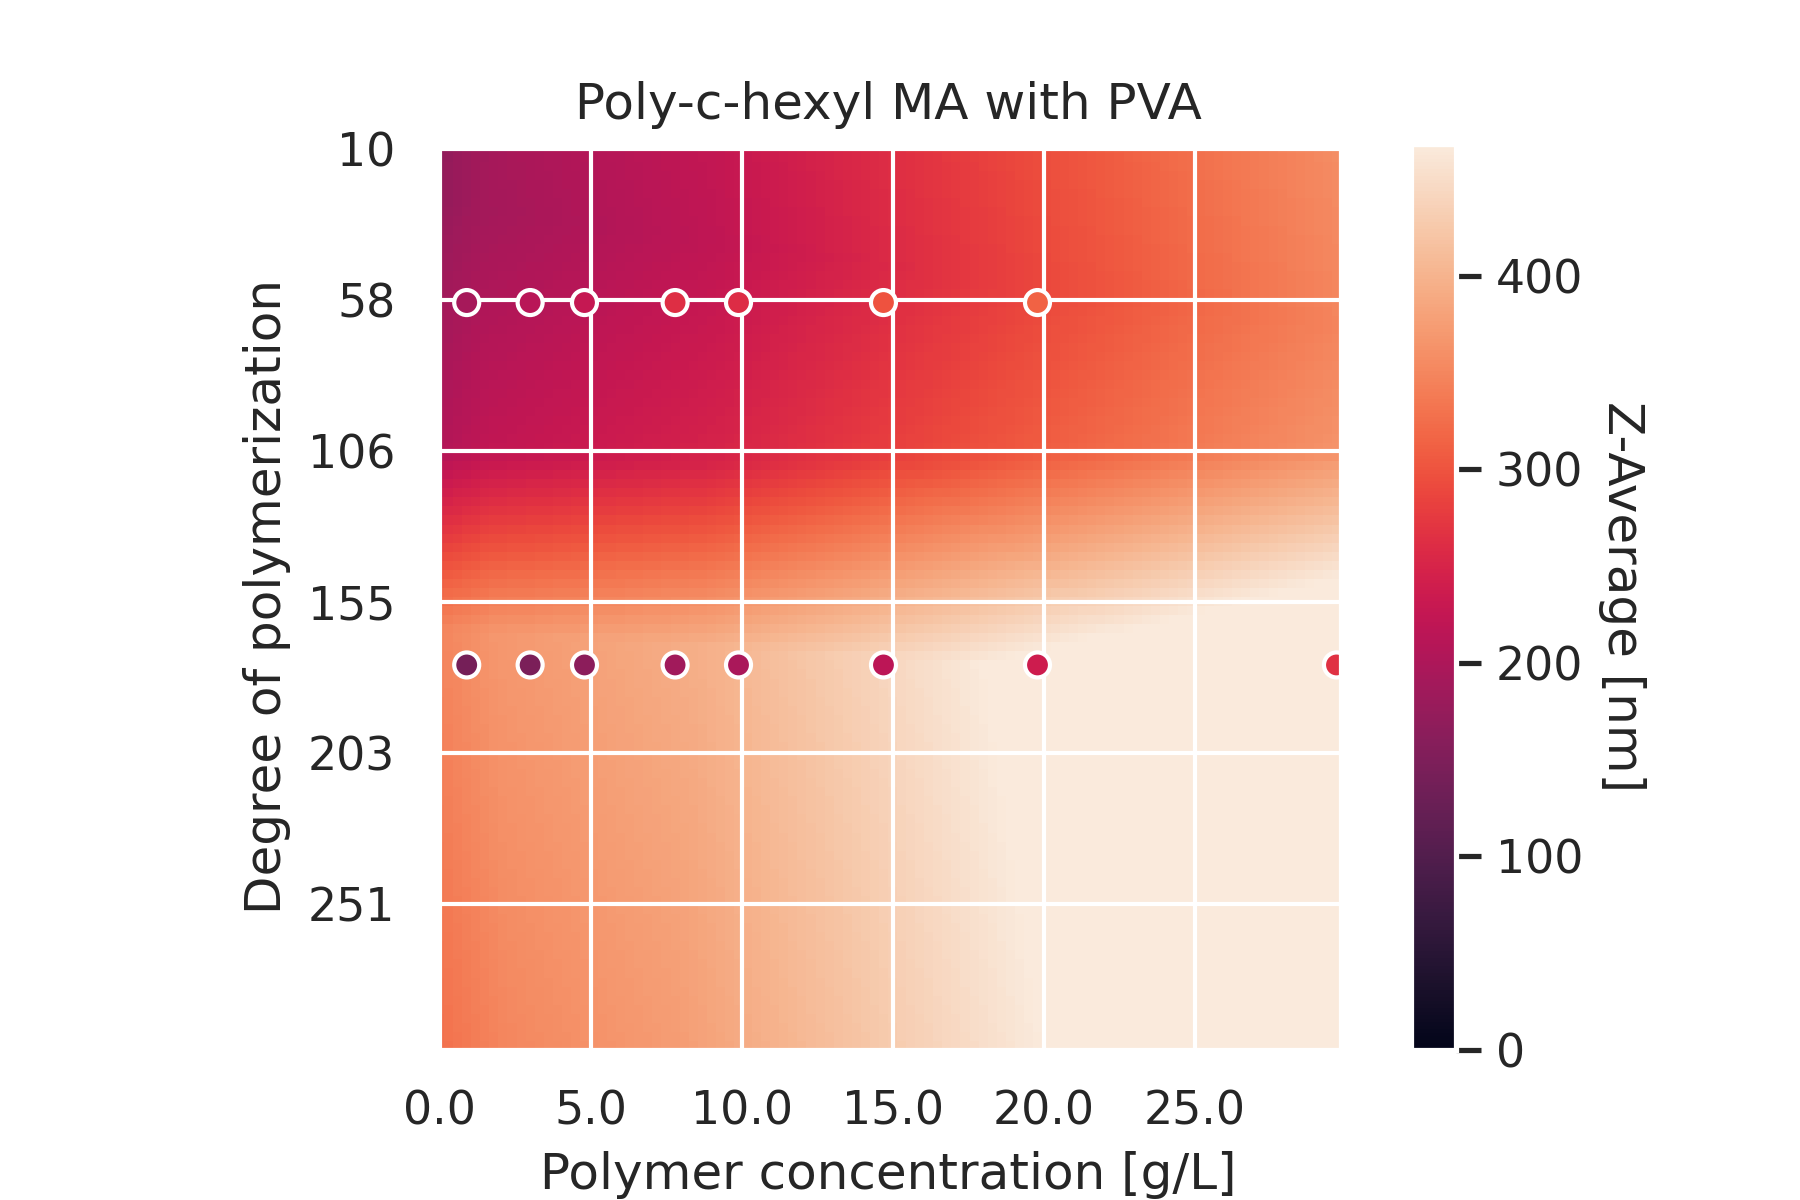 Poly-c-hexyl MA with PVA
10
58
106
155
203
251
Degree of polymerization
0.0 5.0 10.0 15.0 20.0 25.0
Polymer concentration [g/L]
400
300
200
100
0
Z-Average [nm]